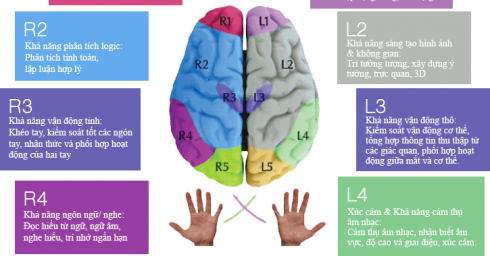 R2
Khả năng phân tích logic:
Phân tích tính toán,
lập luận hợp lý
R3
Khả năng vận động tinh:
Khéo tay, kiểm soát tốt các ngón
tay, nhận thức và phối hợp hoạt
động của hai tay
R4
Khả năng ngôn ngữ/ nghe:
Đọc hiểu từ ngữ, ngữ âm,
nghe hiểu, trí nhớ ngắn hạn
R1
L1
R2
L2
R3
L3
R4
L4
R5
L5
L2
Khả năng sáng tạo hình ảnh
& không gian:
Trí tưởng tượng, xây dựng ý
tưởng, trực quan, 3D
L3
Khả năng vận động thô:
Kiểm soát vận động cơ thể,
tổng hợp thông tin thu thập từ
các giác quan, phối hợp hoạt
động giữa mắt và cơ thể.
L4
Xúc cảm & Khả năng cảm thụ
âm nhạc:
Cảm thụ âm nhạc, nhận biết âm
vực, độ cao và giai điệu, xúc cảm.